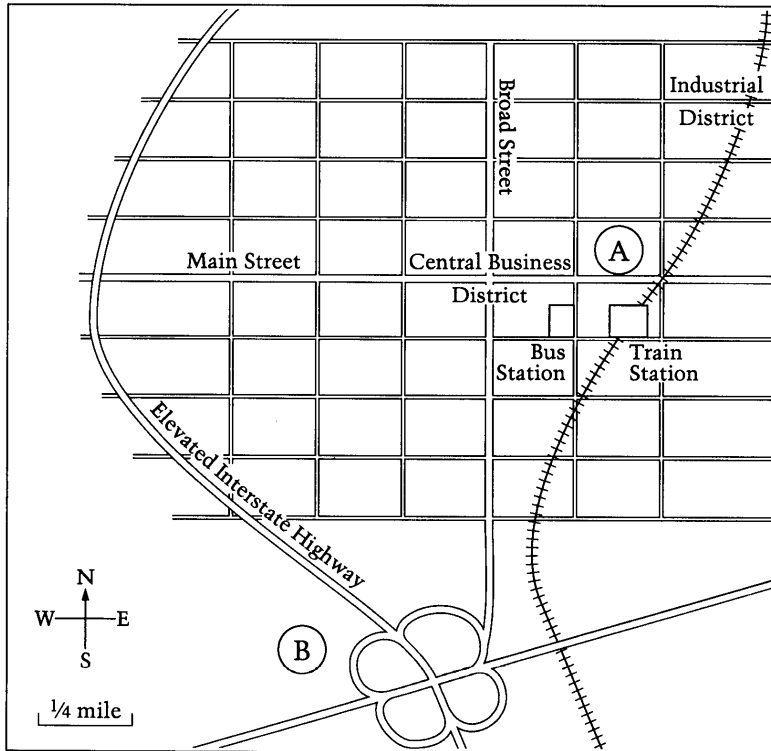 Broad Street
Industrial
District
A
Main Street
Central Business
District
Bus
Station
Train
Station
Elevated Interstate Highway
N
W
E
S
B
1/4 mile